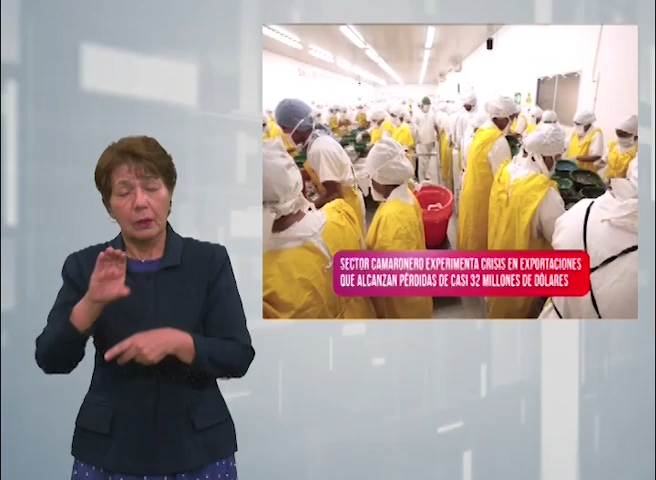 SECTOR CAMARONERO EXPERIMENTA CRISIS EN EXPORTACIONES
QUE ALCANZAN PÉRDIDAS DE CASI 32 MILLONES DE DÓLARES